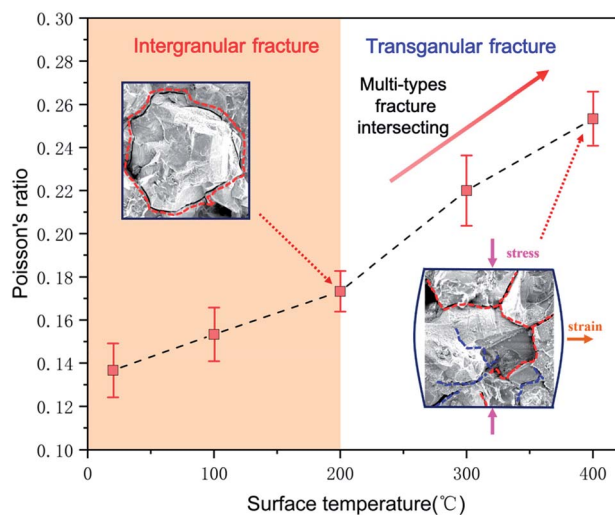 Intergranular fracture
Transganular fracture
Multi-types
fracture
intersecting
stress
strain
0.30
0.28
0.26
0.24
0.22
0.20
0.18
0.16
0.14
0.12
0.10
Poisson's ratio
0
100
200
300
400
Surface temperature(℃)